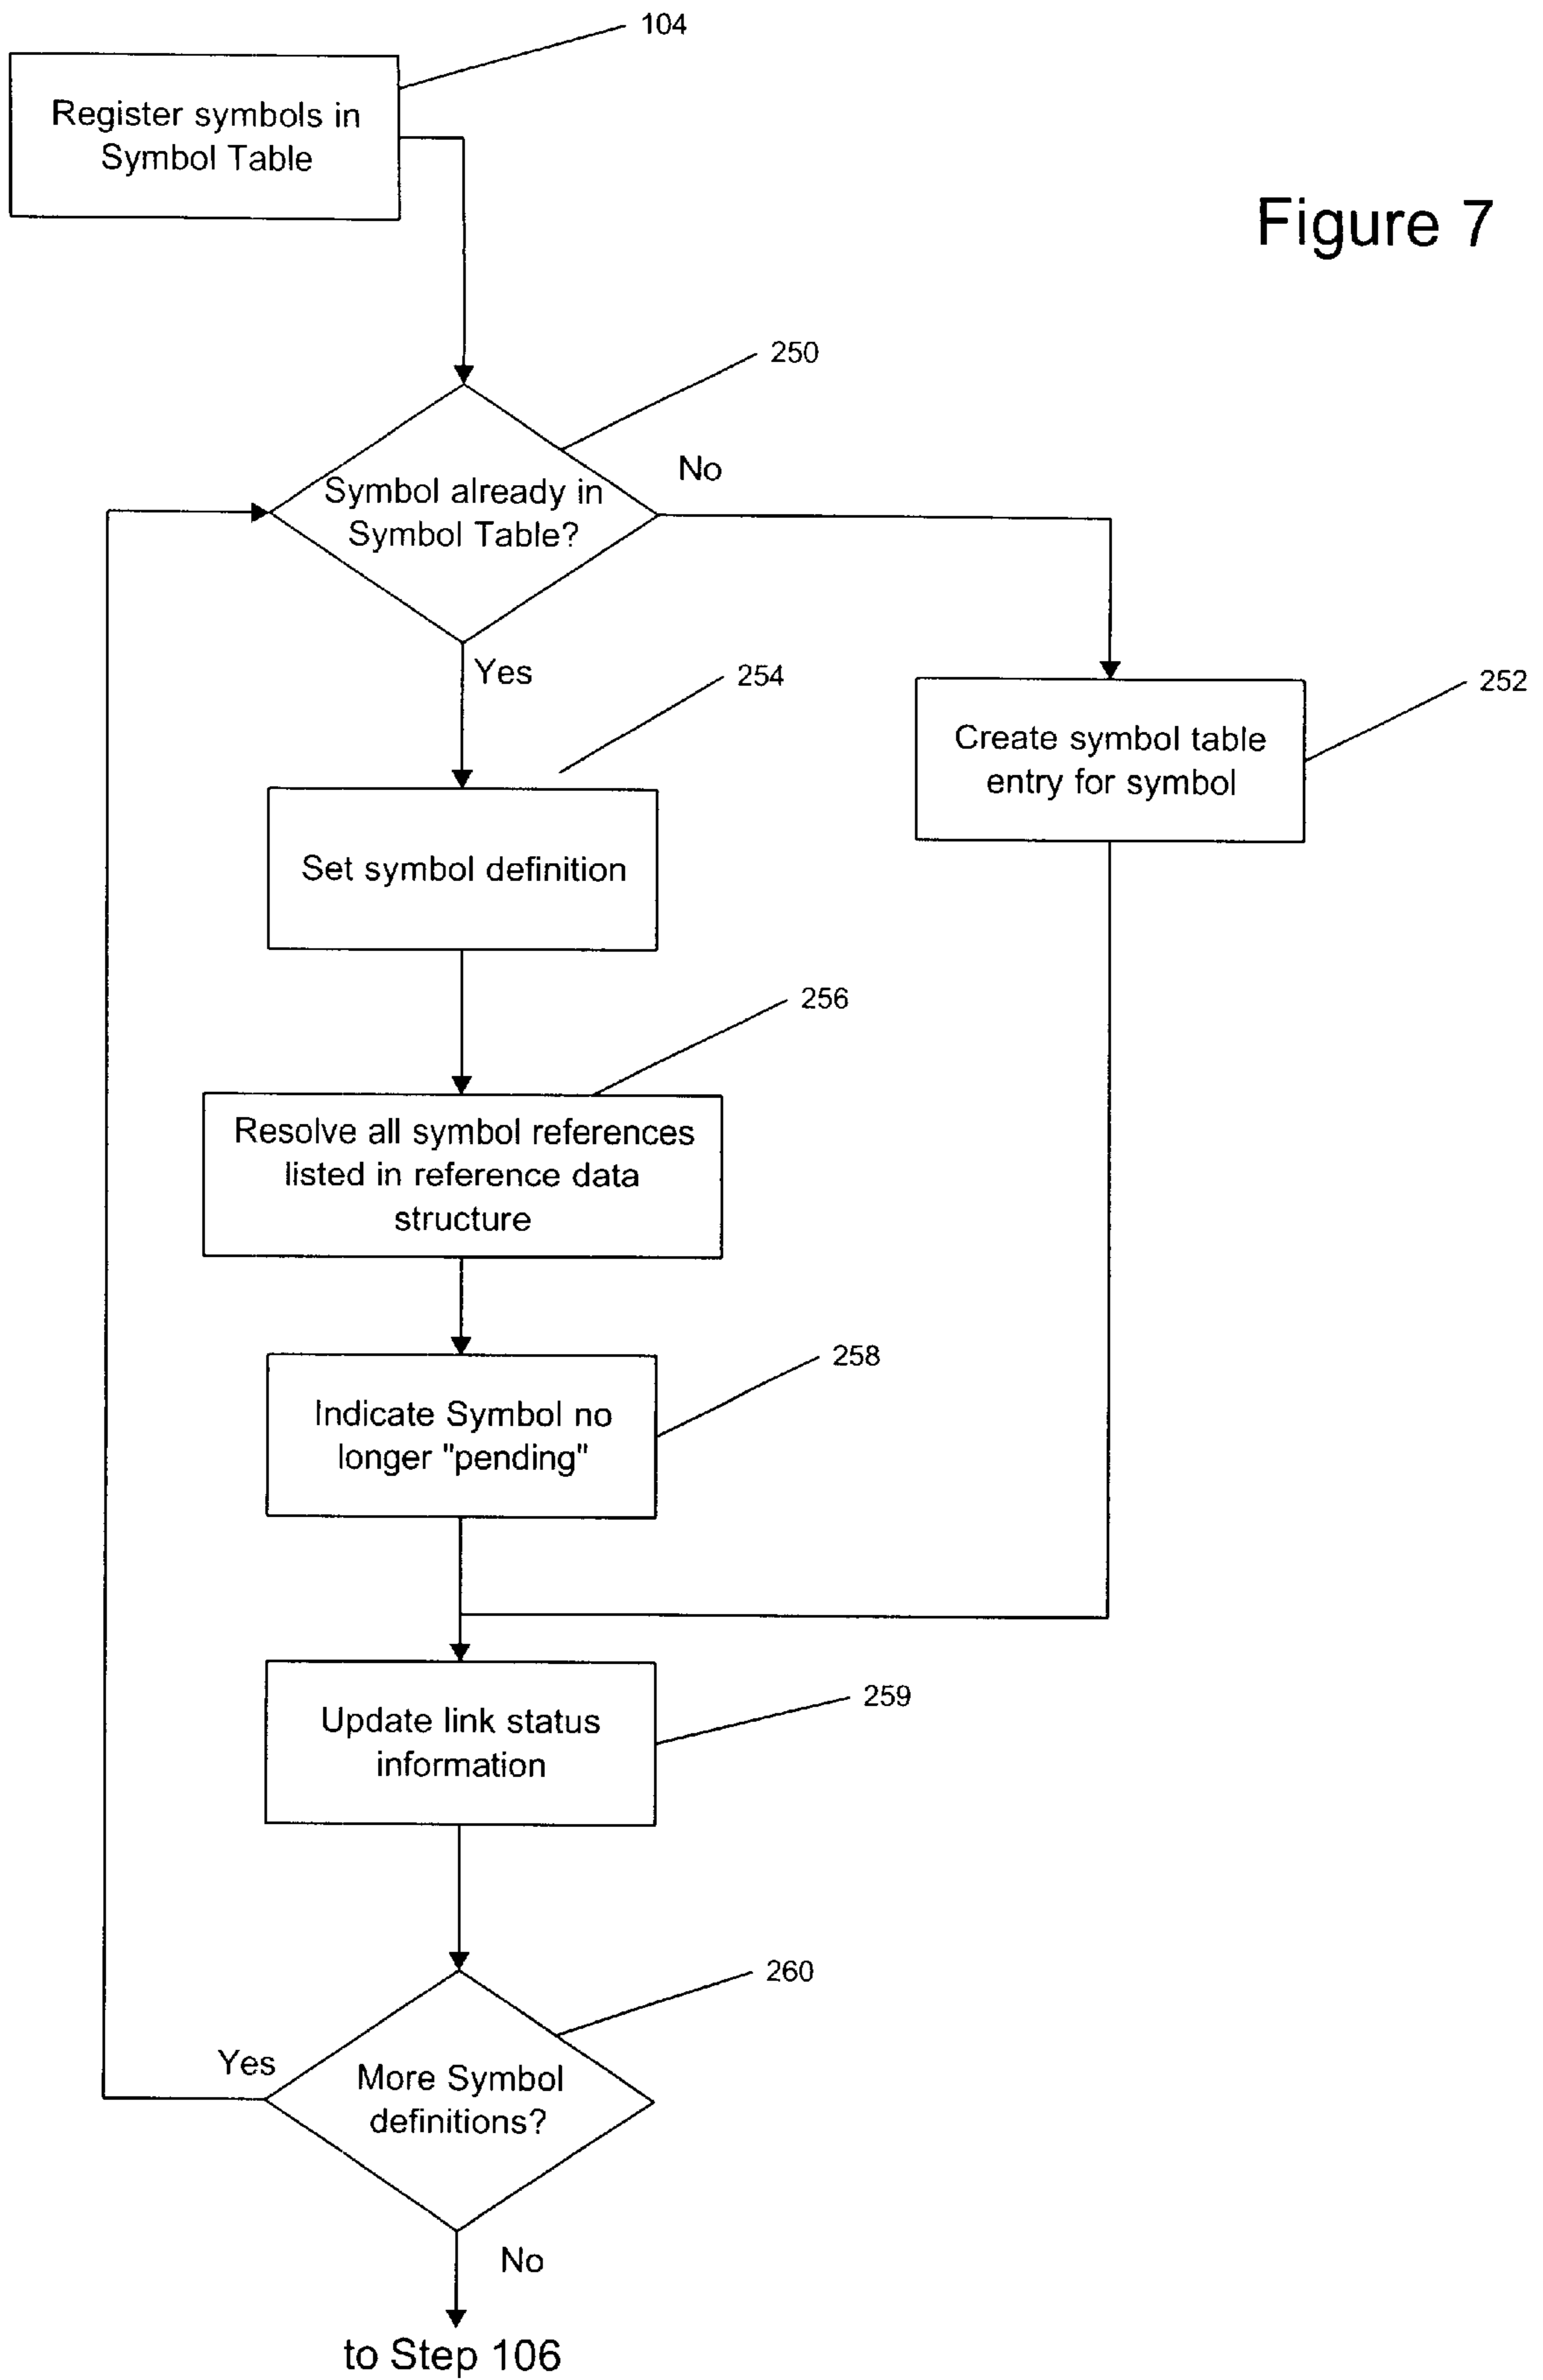 104
Register symbols in
Symbol Table
Figure 7
250
No
Symbol already in
Symbol Table?
Yes
254
252
Create symbol table
entry for symbol
Set symbol definition
256
Resolve all symbol references
listed in reference data
structure
258
Indicate Symbol no
longer "pending"
259
Update link status
information
260
Yes
More Symbol
definitions?
No
to Step 106